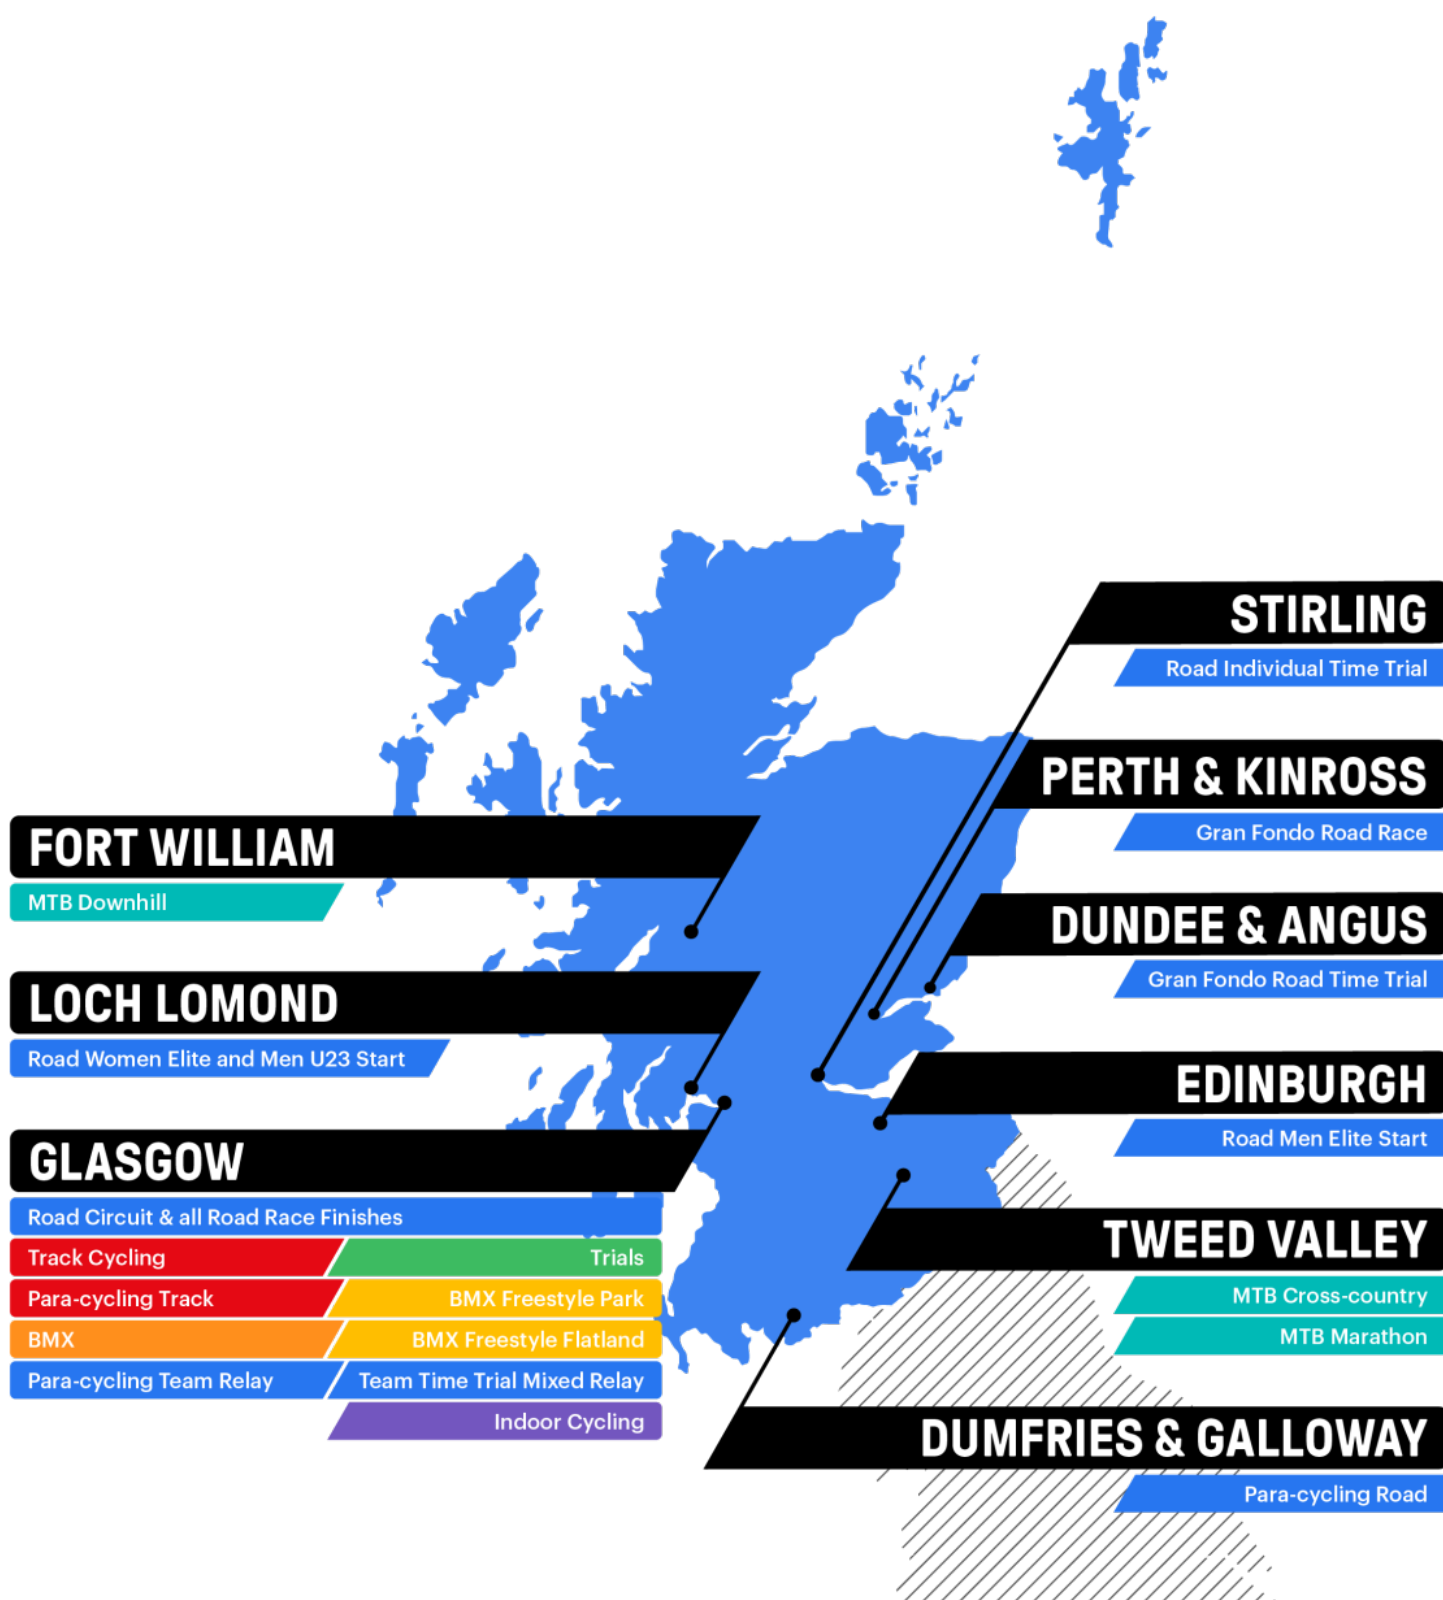 STIRLING
Road Individual Time Trial
PERTH & KINROSS
Gran Fondo Road Race
FORT WILLIAM
MTB Downhill
DUNDEE & ANGUS
Gran Fondo Road Time Trial
LOCH LOMOND
Road Women Elite and Men U23 Start
EDINBURGH
Road Men Elite Start
GLASGOW
Road Circuit & all Road Race Finishes
Track Cycling
Trials
Para-cycling Track
BMX Freestyle Park
BMX
BMX Freestyle Flatland
Para-cycling Team Relay
Team Time Trial Mixed Relay
Indoor Cycling
TWEED VALLEY
MTB Cross-country
MTB Marathon
DUMFRIES & GALLOWAY
Para-cycling Road